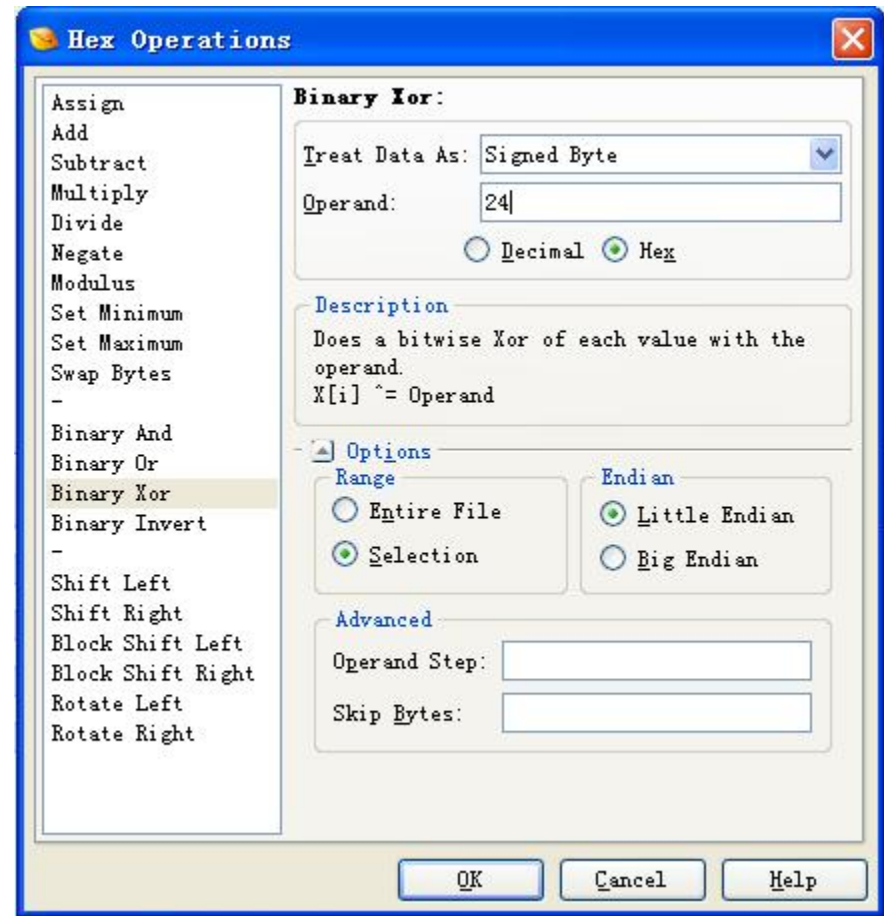 Hex Operations
Assign
Add
Subtract
Multiply
Divide
Negate
Modulus
Set Minimum
Set Maximum
Swap Bytes
-
Binary And
Binary Or
Binary Xor
Binary Invert
-
Shift Left
Shift Right
Block Shift Left
Block Shift Right
Rotate Left
Rotate Right
Binary Xor:
Treat Data As: Signed Byte
Operand: 24
Decimal Hex
Description
Does a bitwise Xor of each value with the
operand.
X[i] ^= Operand
Options
Range
Entire File
Selection
Endian
Little Endian
Big Endian
Advanced
Operand Step:
Skip Bytes:
OK Cancel Help